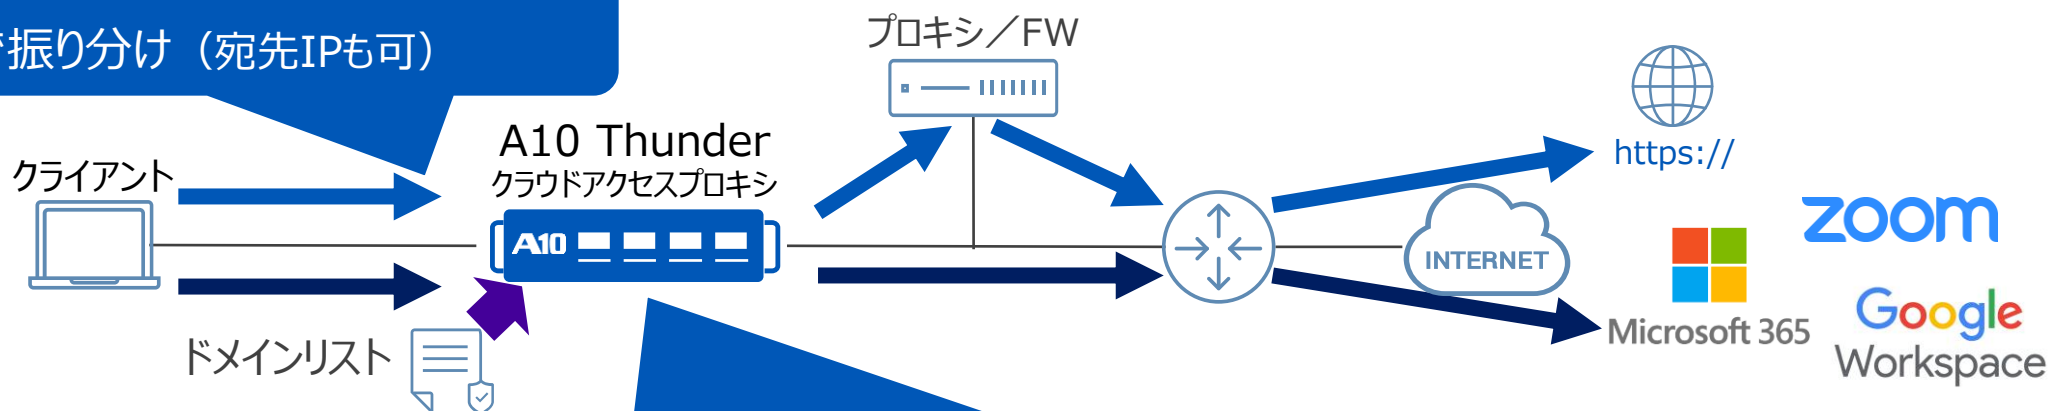 振り分け（宛先IPも可）
プロキシ／FW
https://
クライアント
A10 Thunder
クラウドアクセスプロキシ
A10
INTERNET
zoom
Microsoft 365
Google
Workspace
ドメインリスト